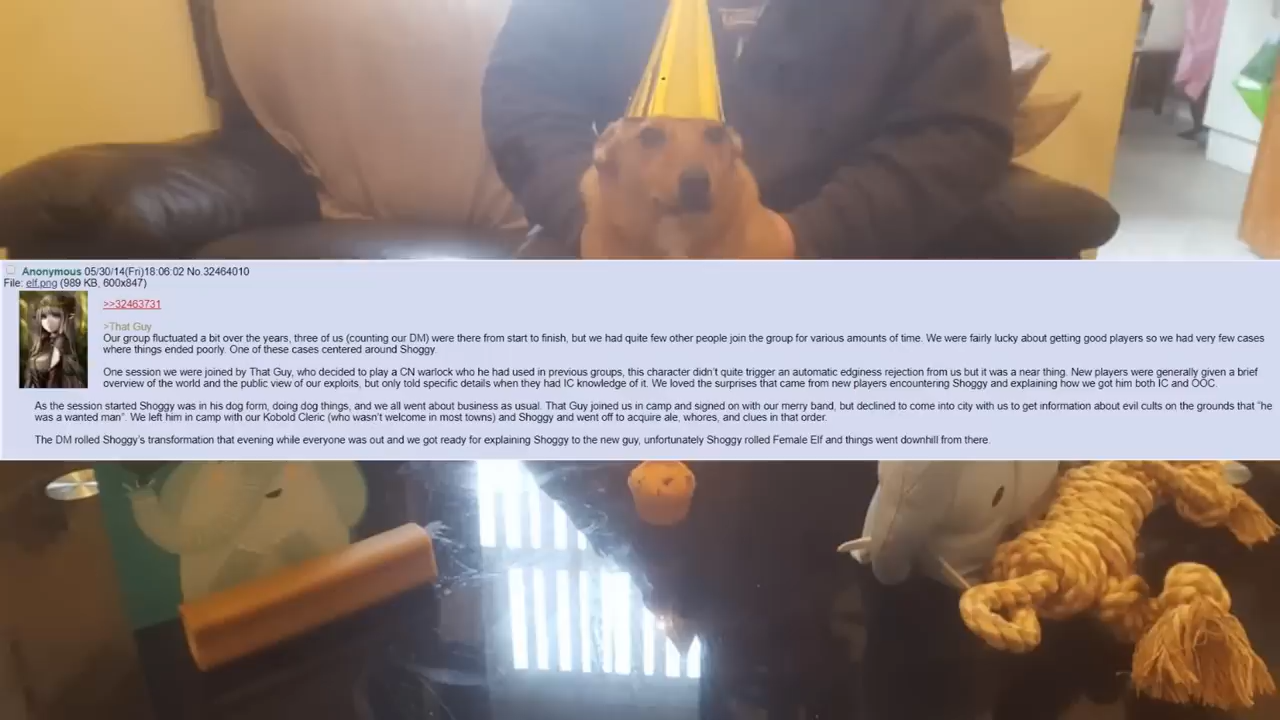 Anonymous 05/30/14(Fri)18:06:02 No.32464010
File: elf.png (989 KB, 600x847)
>>32463731
>That Guy
Our group fluctuated a bit over the years, three of us (counting our DM) were there from start to finish, but we had quite few other people join the group for various amounts of time. We were fairly lucky about getting good players so we had very few cases
where things ended poorly. One of these cases centered around Shoggy.
One session we were joined by That Guy, who decided to play a CN warlock who he had used in previous groups, this character didn't quite trigger an automatic edginess rejection from us but it was a near thing. New players were generally given a brief
overview of the world and the public view of our exploits, but only told specific details when they had IC knowledge of it. We loved the surprises that came from new players encountering Shoggy and explaining how we got him both IC and OOC.
As the session started Shoggy was in his dog form, doing dog things, and we all went about business as usual. That Guy joined us in camp and signed on with our merry band, but declined to come into city with us to get information about evil cults on the grounds that "he
was a wanted man". We left him in camp with our Kobold Cleric (who wasn't welcome in most towns) and Shoggy and went off to acquire ale, whores, and clues in that order.
The DM rolled Shoggy's transformation that evening while everyone was out and we got ready for explaining Shoggy to the new guy, unfortunately Shoggy rolled Female Elf and things went downhill from there.